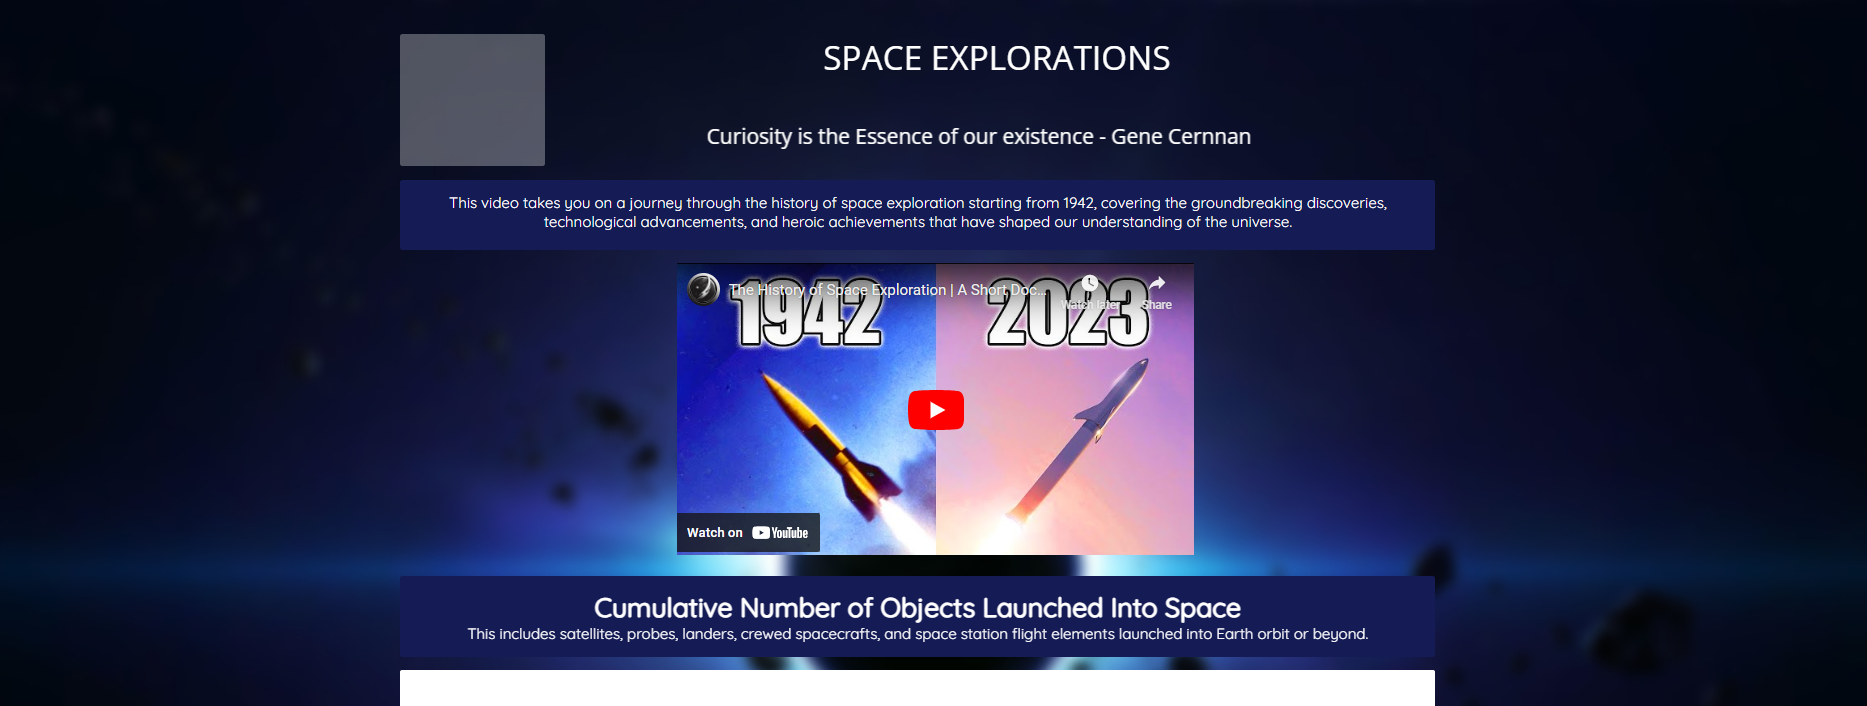 SPACE EXPLORATIONS
Curiosity is the Essence of our existence - Gene Cernnan
This video takes you on a journey through the history of space exploration starting from 1942, covering the groundbreaking discoveries,
technological advancements, and heroic achievements that have shaped our understanding of the universe.
The History of Space Exploration | A Short Doc...
Watch later
Share
1942
2023
Watch on YouTube
Cumulative Number of Objects Launched Into Space
This includes satellites, probes, landers, crewed spacecrafts, and space station flight elements launched into Earth orbit or beyond.